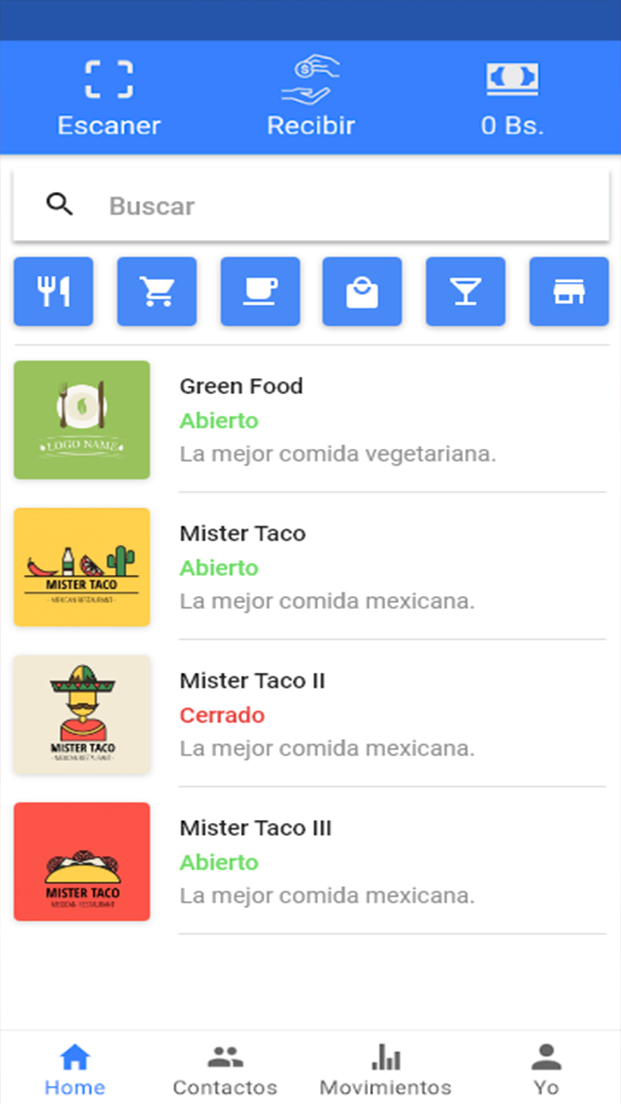 Escaner
Recibir
0 Bs.
Buscar
LOGO NAME
Green Food
Abierto
La mejor comida vegetariana.
MISTER TACO
- MEXICAN RESTAURANT -
Mister Taco
Abierto
La mejor comida mexicana.
MISTER TACO
- MEXICAN RESTAURANT -
Mister Taco II
Cerrado
La mejor comida mexicana.
MISTER TACO
MEXICAN RESTAURANT
Mister Taco III
Abierto
La mejor comida mexicana.
Home
Contactos
Movimientos
Yo